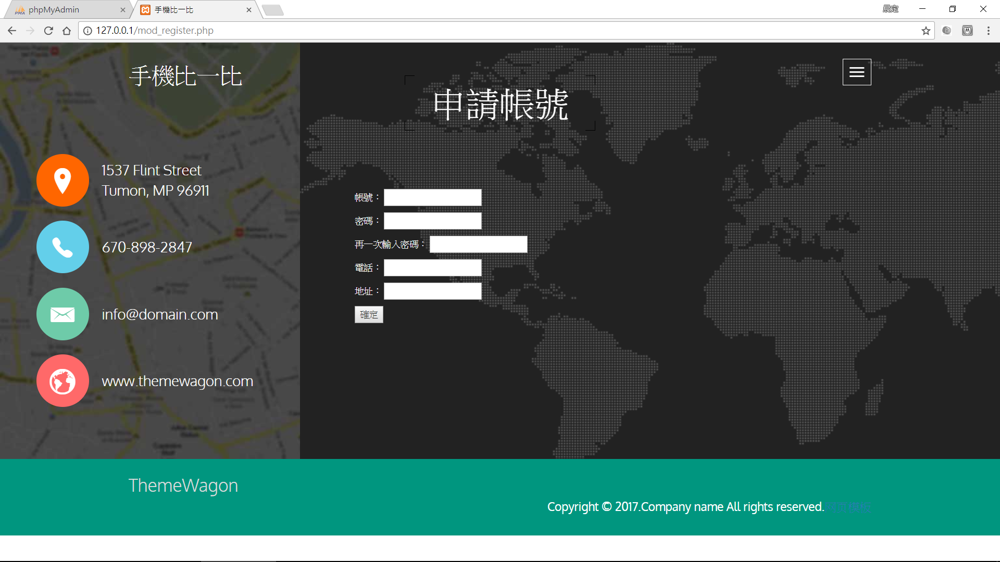 phpMyAdmin
手機比一比
晨定
127.0.0.1/mod_register.php
手機比一比
申請帳號
1537 Flint Street
Tumon, MP 96911
670-898-2847
info@domain.com
www.themewagon.com
帳號：
密碼：
再一次輸入密碼：
電話：
地址：
確定
ThemeWagon
Copyright © 2017.Company name All rights reserved.